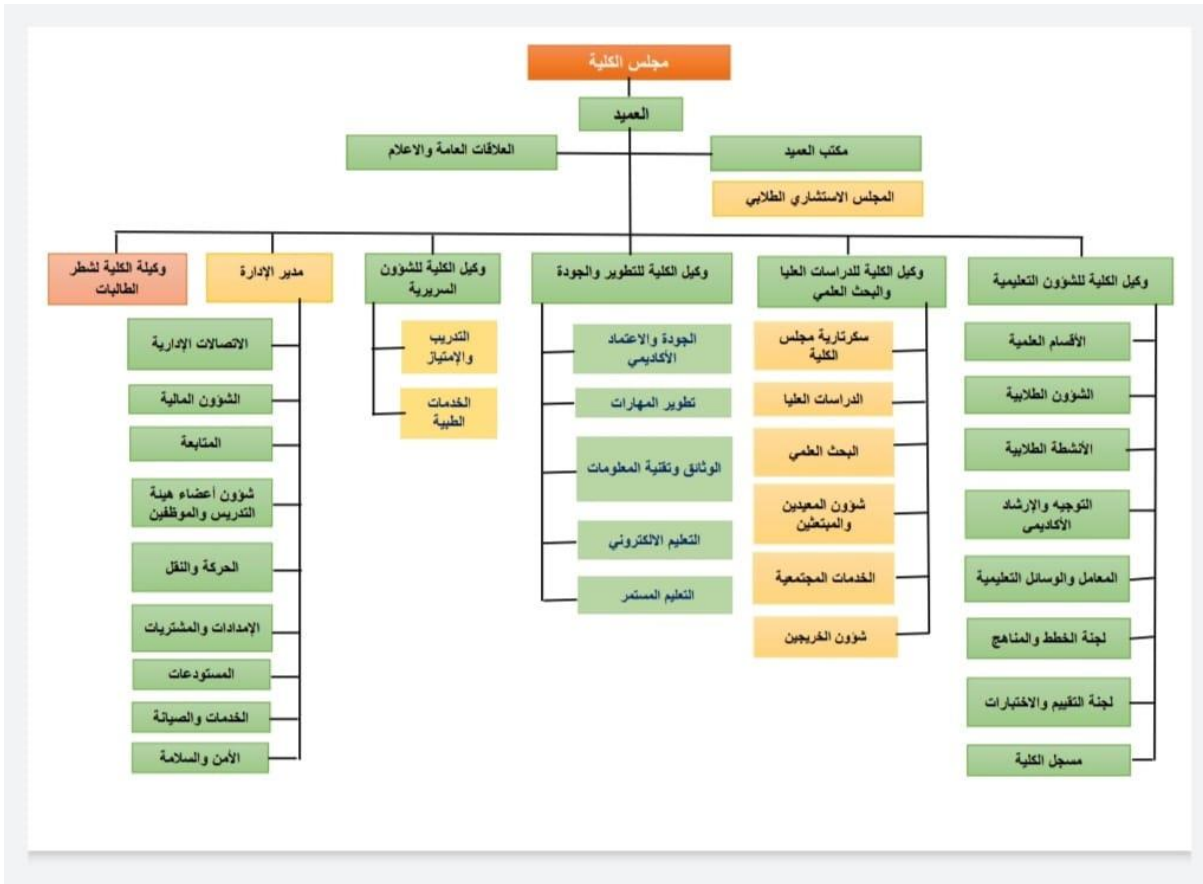 مجلس الكلية
العميد
مكتب العميد
العلاقات العامة والاعلام
المجلس الاستشاري الطلابي
وكيل الكلية للشؤون التعليمية
الأقسام العلمية
الشؤون الطلابية
الأنشطة الطلابية
التوجيه والإرشاد
الأكاديمي
المعامل والوسائل التعليمية
لجنة الخطط والمناهج
لجنة التقييم والاختبارات
مسجل الكلية
وكيل الكلية للدراسات العليا
والبحث العلمي
سكرتارية مجلس
الكلية
الدراسات العليا
البحث العلمي
شؤون المعيدين
والمبتعثين
الخدمات المجتمعية
شؤون الخريجين
وكيل الكلية للتطوير والجودة
الجودة والاعتماد
الأكاديمي
تطوير المهارات
الوثائق وتقنية المعلومات
التعليم الالكتروني
التعليم المستمر
وكيل الكلية للشؤون
السريرية
التدريب
والإمتياز
الخدمات
الطبية
مدير الإدارة
الاتصالات الإدارية
الشؤون المالية
المتابعة
شؤون أعضاء هيئة
التدريس والموظفين
الحركة والنقل
الإمدادات والمشتريات
المستودعات
الخدمات والصيانة
الأمن والسلامة
وكيلة الكلية لشطر
الطالبات